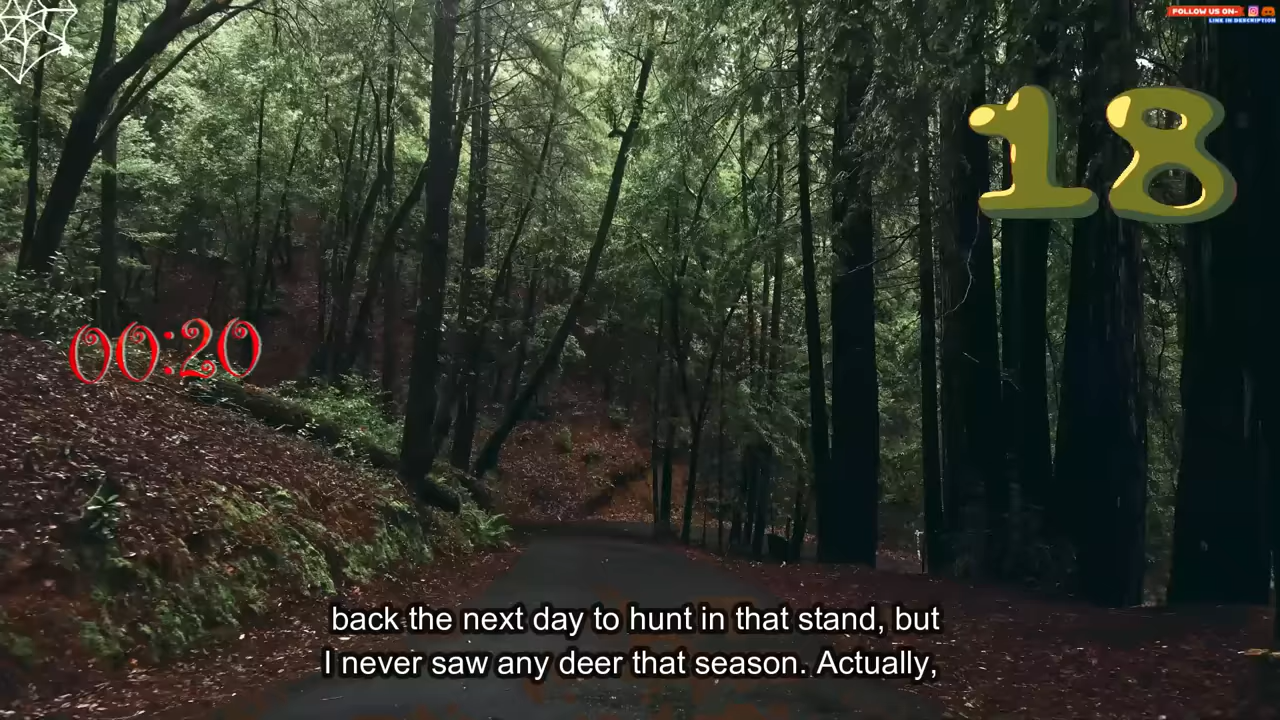 FOLLOW US ON-
LINK IN DESCRIPTION
18
00:20
back the next day to hunt in that stand, but
I never saw any deer that season. Actually,